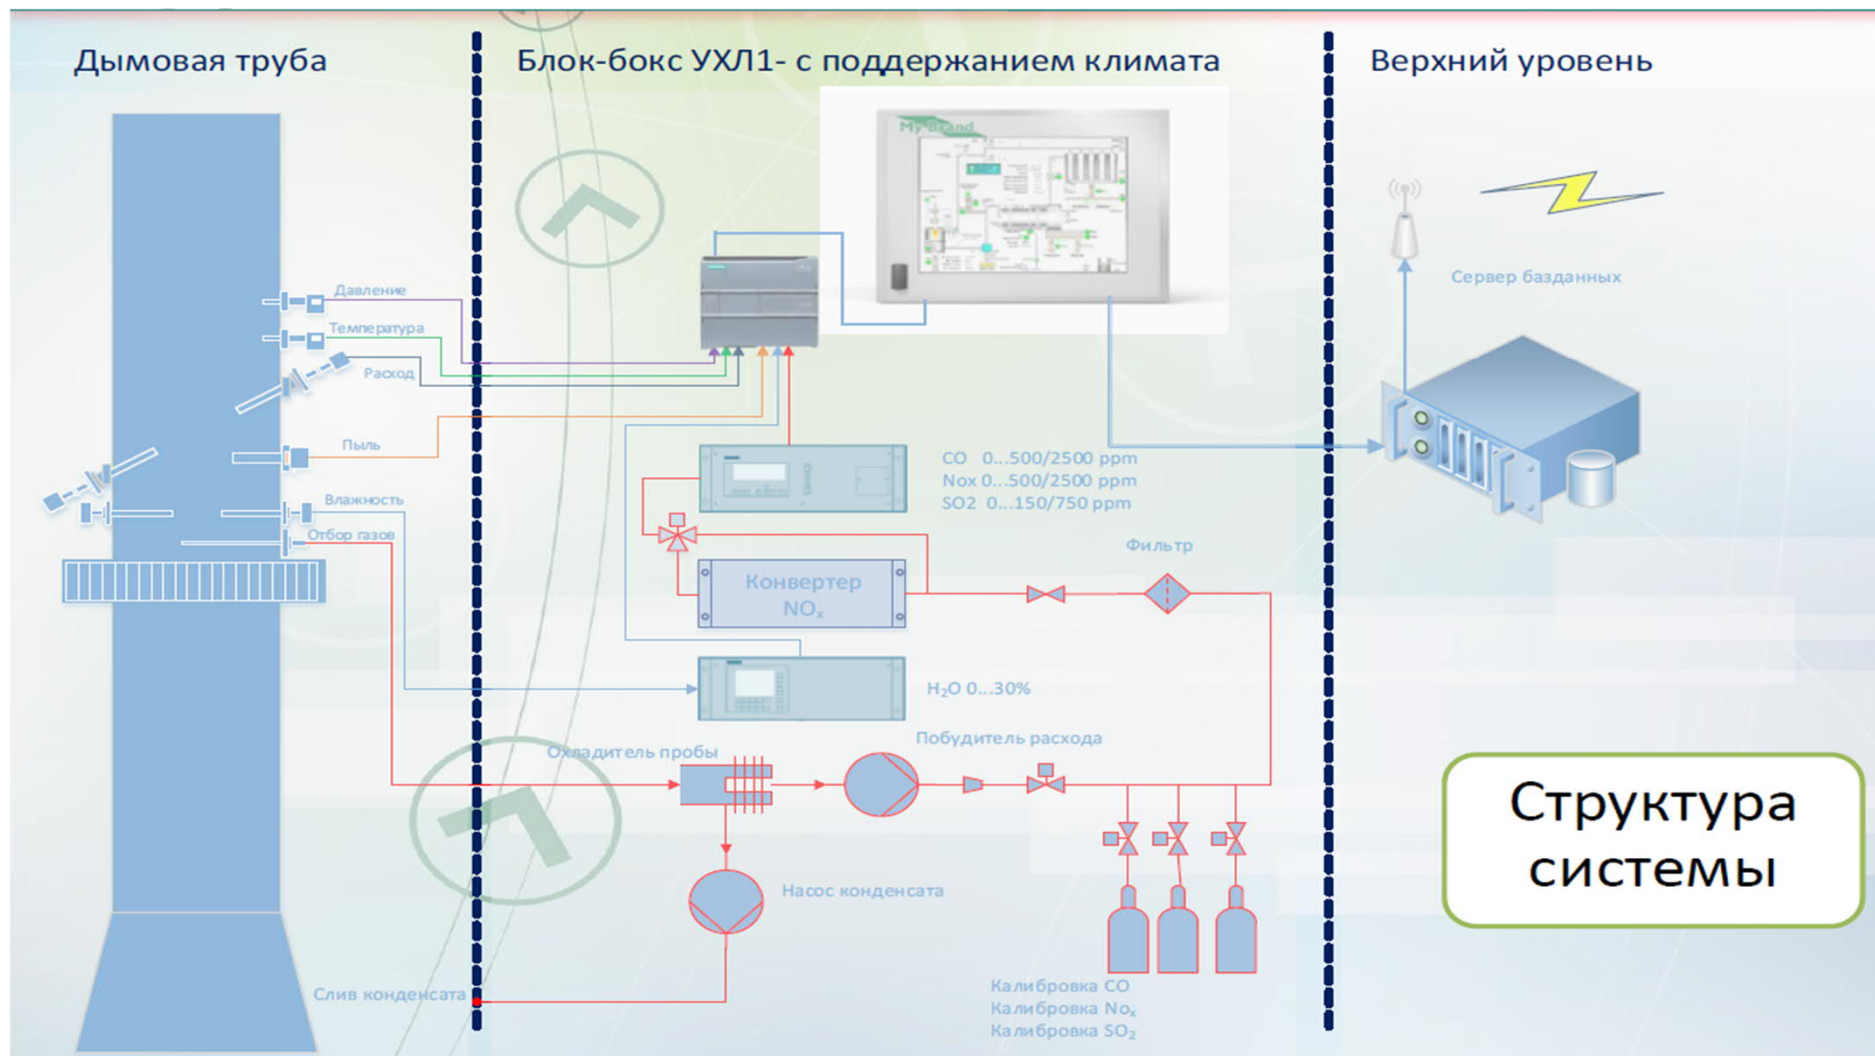 Дымовая труба
Блок-бокс УХЛ1- с поддержанием климата
Верхний уровень
My Brand
Давление
Температура
Расход
Пыль
Влажность
Отбор газов
CO 0...500/2500 ppm
Nox 0...500/2500 ppm
SO2 0...150/750 ppm
Фильтр
Конвертер
NOₓ
H₂O 0...30%
Охладитель пробы
Побудитель расхода
Насос конденсата
Слив конденсата
Калибровка CO
Калибровка Noₓ
Калибровка SO₂
Сервер базданных
Структура
системы